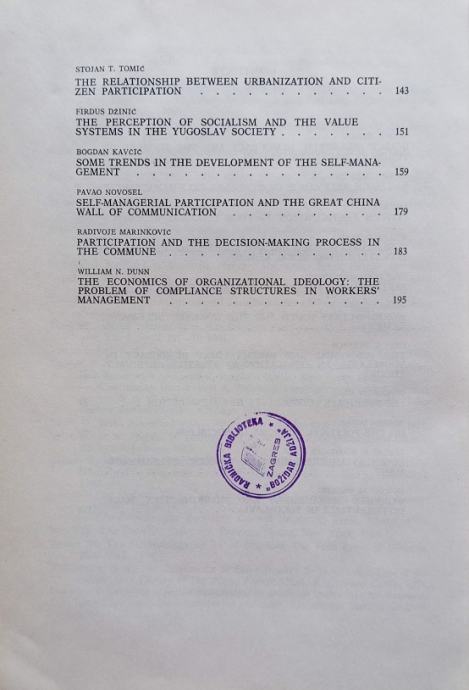 STOJAN T. TOMIĆ
THE RELATIONSHIP BETWEEN URBANIZATION AND CITI-
ZEN PARTICIPATION . . . . . . . . . . . . 143
FIRDUS DŽINIĆ
THE PERCEPTION OF SOCIALISM AND THE VALUE
SYSTEMS IN THE YUGOSLAV SOCIETY . . . . . . . 151
BOGDAN KAVCIČ
SOME TRENDS IN THE DEVELOPMENT OF THE SELF-MANA-
GEMENT . . . . . . . . . . . . . . . . 159
PAVAO NOVOSEL
SELF-MANAGERIAL PARTICIPATION AND THE GREAT CHINA
WALL OF COMMUNICATION . . . . . . . . . . 179
RADIVOJE MARINKOVIĆ
PARTICIPATION AND THE DECISION-MAKING PROCESS IN
THE COMMUNE . . . . . . . . . . . . . . 183
WILLIAM N. DUNN
THE ECONOMICS OF ORGANIZATIONAL IDEOLOGY: THE
PROBLEM OF COMPLIANCE STRUCTURES IN WORKERS'
MANAGEMENT . . . . . . . . . . . . . . 195
RADNIČKA BIBLIOTEKA * „BOŽIDAR ADŽIJA" *
ZAGREB